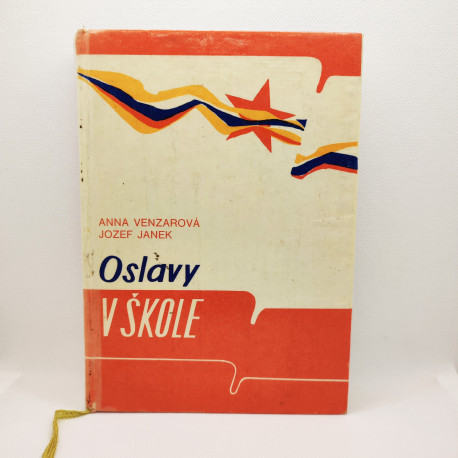 ANNA VENZAROVÁ
JOZEF JANEK
Oslavy
V ŠKOLE